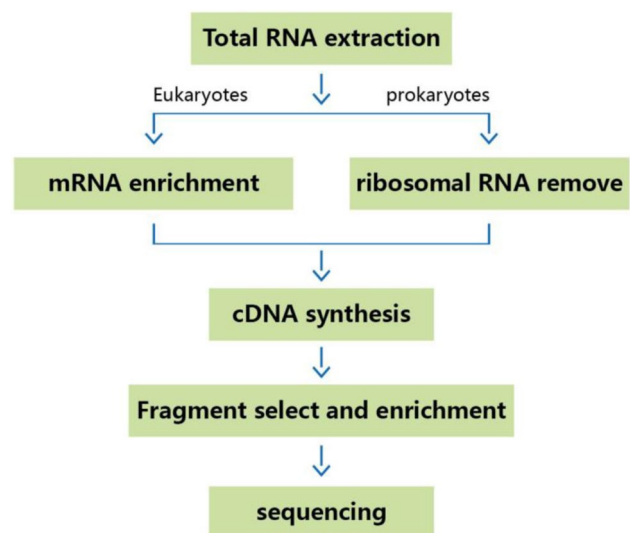 Total RNA extraction
Eukaryotes
prokaryotes
mRNA enrichment
ribosomal RNA remove
cDNA synthesis
Fragment select and enrichment
sequencing